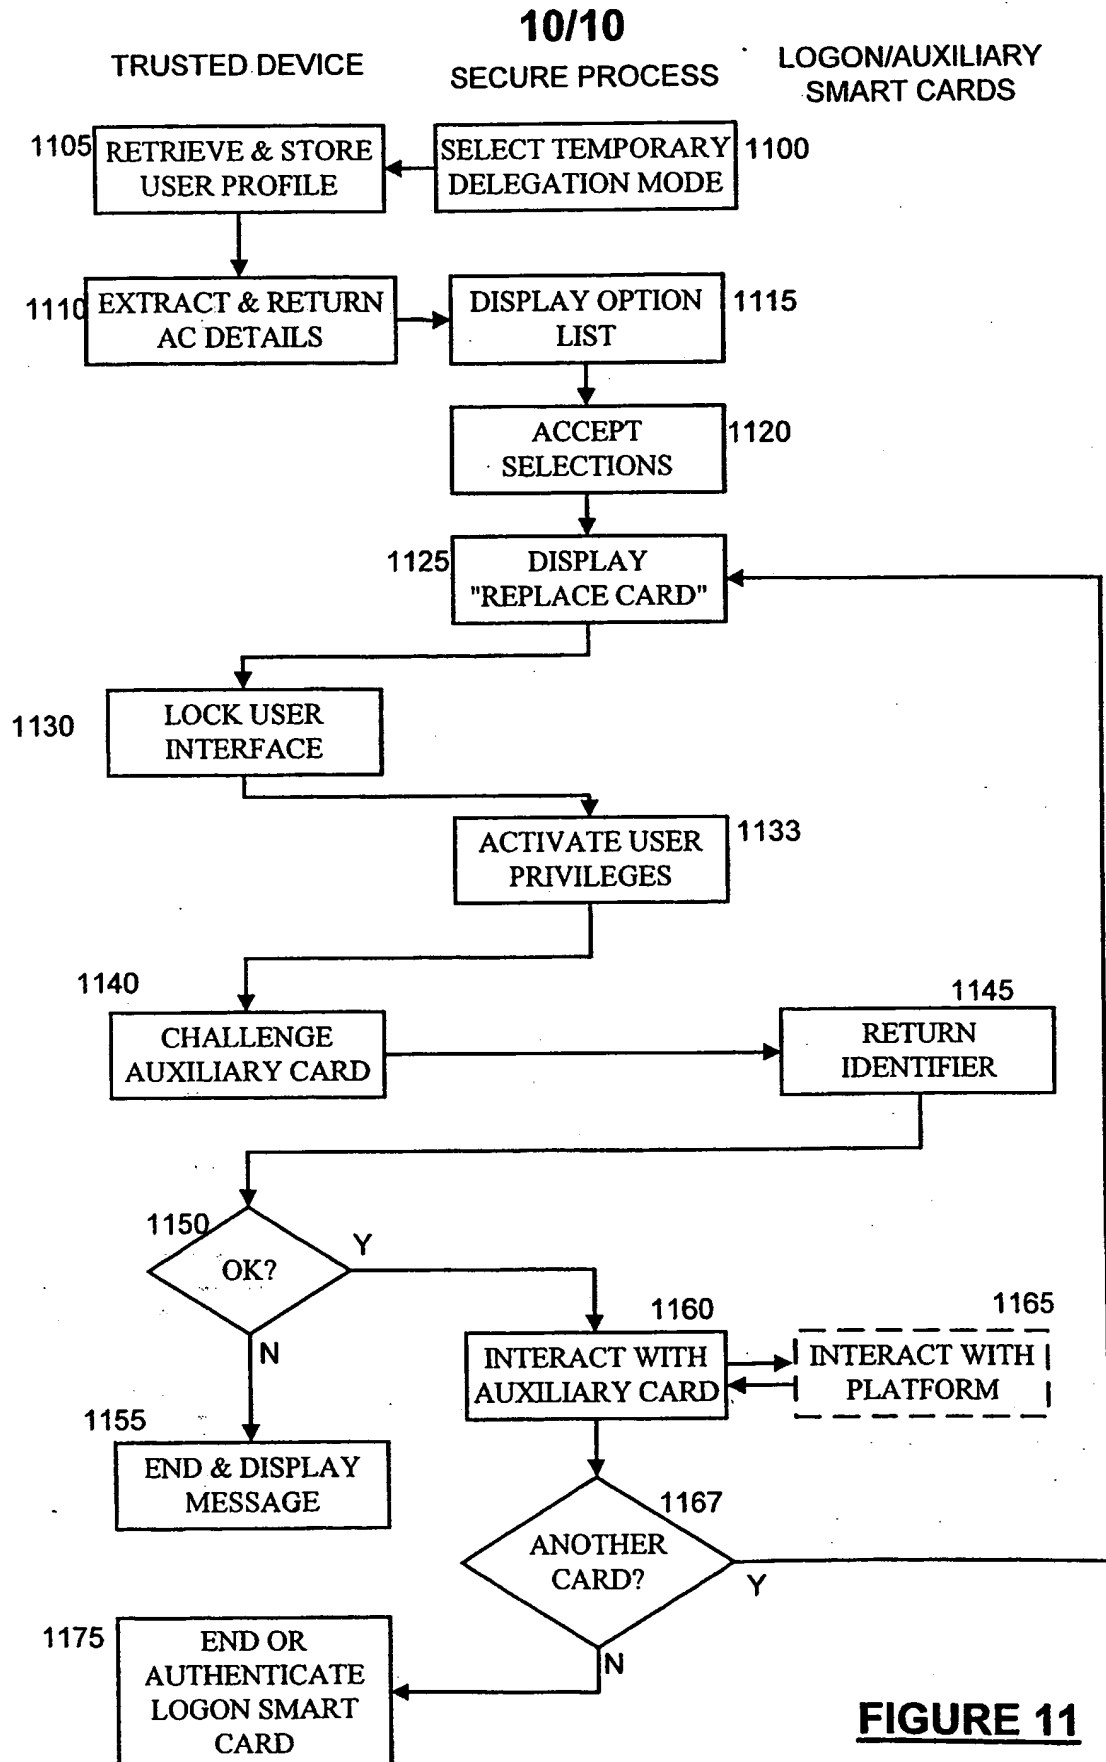 10/10
TRUSTED DEVICE
SECURE PROCESS
LOGON/AUXILIARY
SMART CARDS
1105
RETRIEVE & STORE
USER PROFILE
SELECT TEMPORARY
DELEGATION MODE
1100
1110
EXTRACT & RETURN
AC DETAILS
DISPLAY OPTION
LIST
1115
ACCEPT
SELECTIONS
1120
1125
DISPLAY
"REPLACE CARD"
1130
LOCK USER
INTERFACE
ACTIVATE USER
PRIVILEGES
1133
1140
CHALLENGE
AUXILIARY CARD
1145
RETURN
IDENTIFIER
1150
OK?
Y
N
1160
INTERACT WITH
AUXILIARY CARD
1165
INTERACT WITH
PLATFORM
1155
END & DISPLAY
MESSAGE
1167
ANOTHER
CARD?
Y
N
1175
END OR
AUTHENTICATE
LOGON SMART
CARD
FIGURE 11